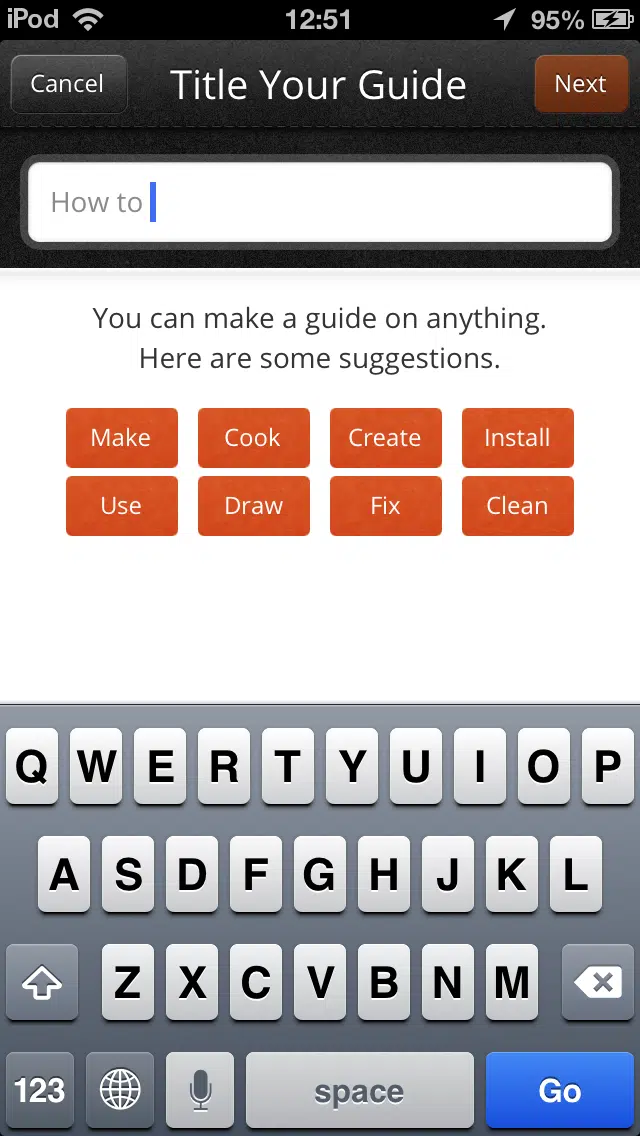 iPod 12:51 95%
Cancel Title Your Guide Next
How to
You can make a guide on anything.
Here are some suggestions.
Make Cook Create Install
Use Draw Fix Clean
Q W E R T Y U I O P
A S D F G H J K L
Z X C V B N M
123 space Go